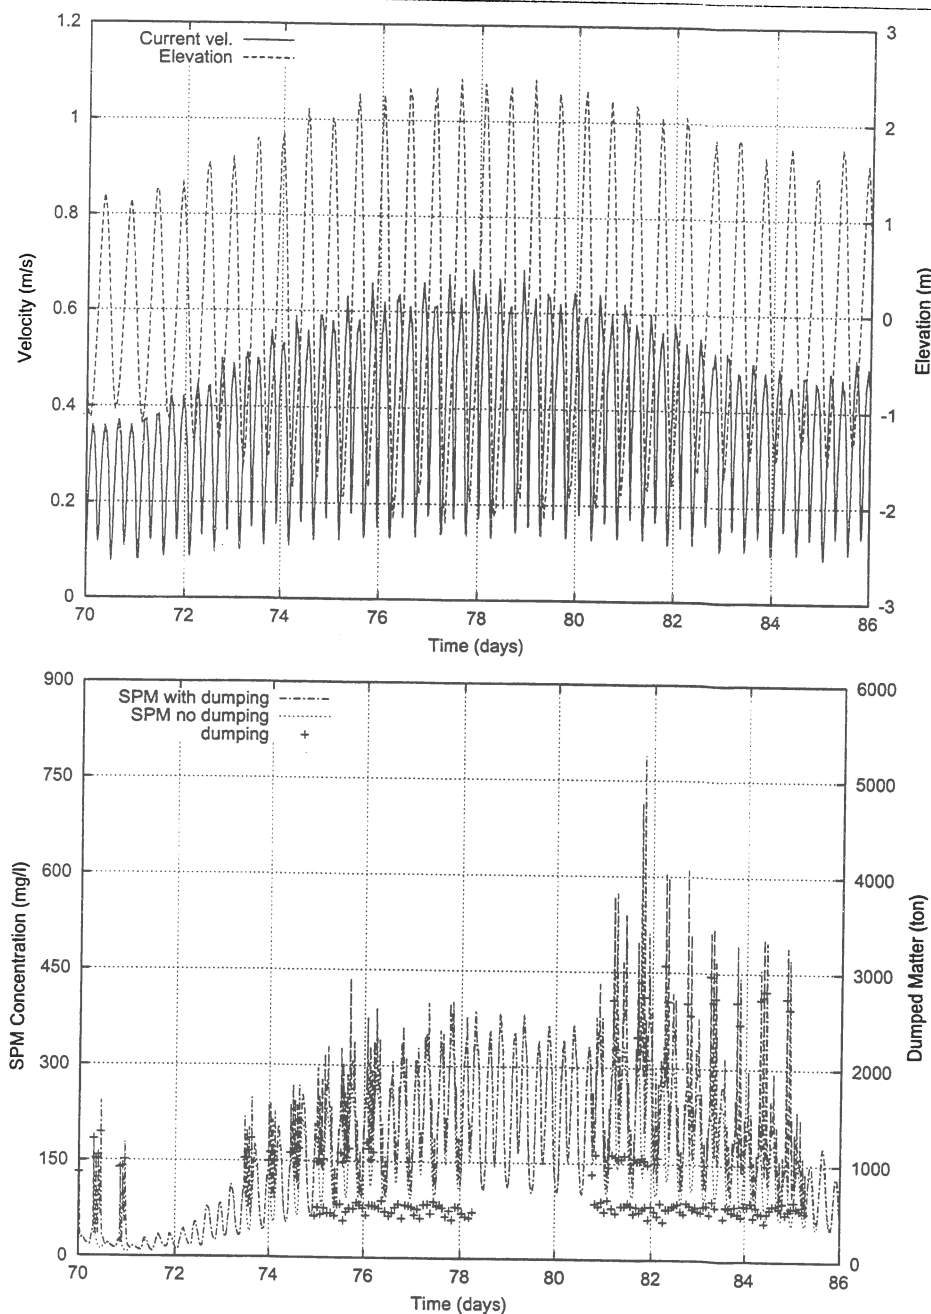 1.2
1
0.8
0.6
0.4
0.2
0
Velocity (m/s)
Current vel.
Elevation
3
2
1
0
-1
-2
-3
Elevation (m)
70 72 74 76 78 80 82 84 86
Time (days)
900
750
600
450
300
150
0
SPM Concentration (mg/l)
SPM with dumping
SPM no dumping
dumping
6000
5000
4000
3000
2000
1000
0
Dumped Matter (ton)
70 72 74 76 78 80 82 84 86
Time (days)